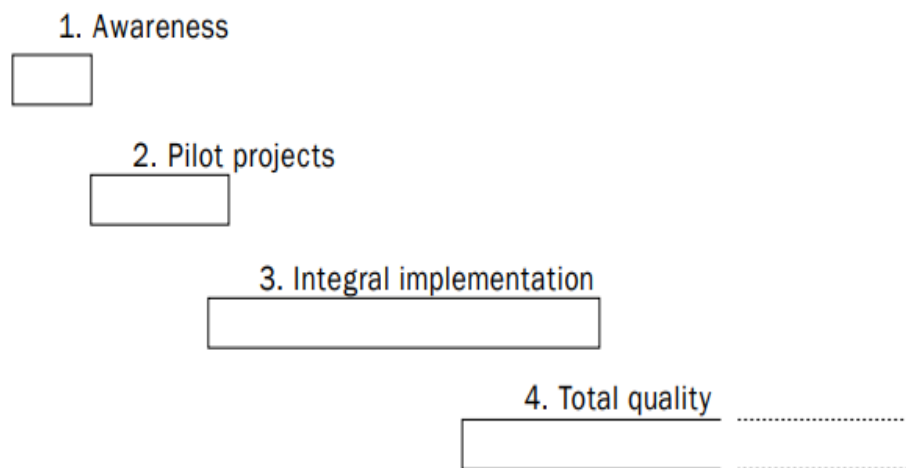 1. Awareness
2. Pilot projects
3. Integral implementation
4. Total quality